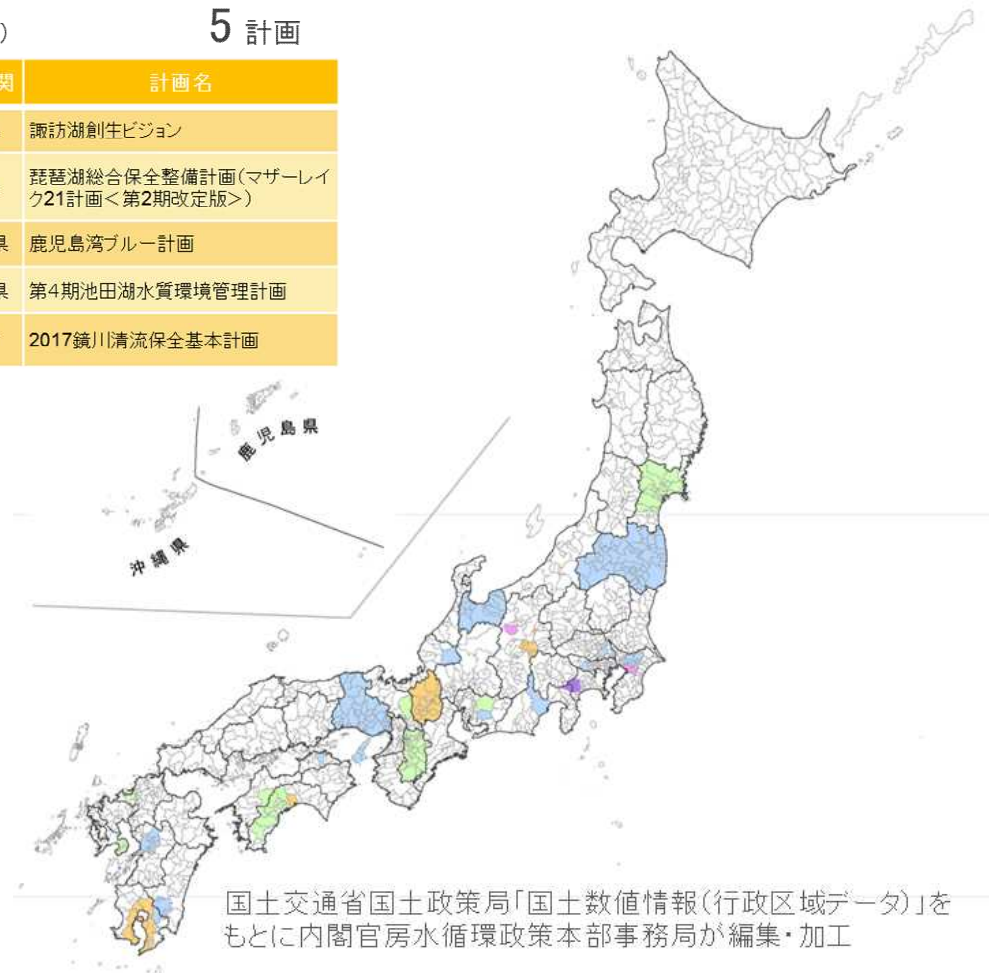 ）
5 計画
関 計画名
諏訪湖創生ビジョン
琵琶湖総合保全整備計画（マザーレイ
ク21計画＜第2期改定版＞）
県 鹿児島湾ブルー計画
県 第4期池田湖水質環境管理計画
2017鏡川清流保全基本計画
鹿児島県
沖縄県
国土交通省国土政策局「国土数値情報（行政区域データ）」を
もとに内閣官房水循環政策本部事務局が編集・加工